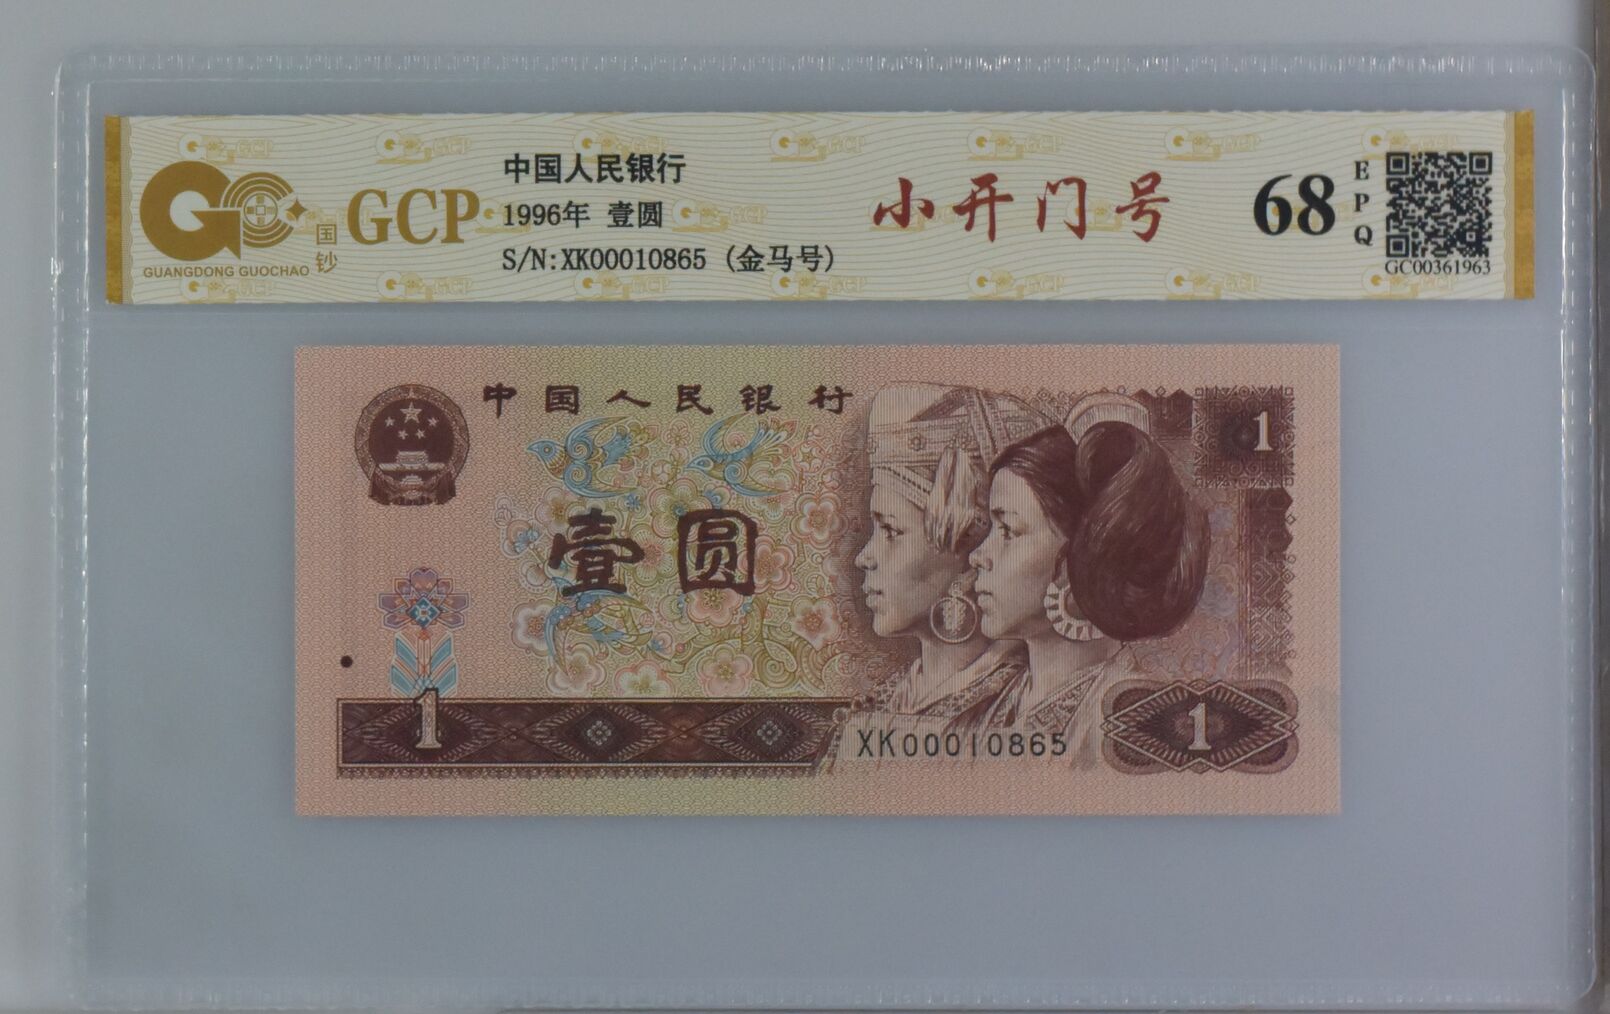 国钞
GUANGDONG GUOCHAO
GCP
中国人民银行
1996年 壹圆
S/N:XK00010865 (金马号)
小开门号
68
EPQ
GC00361963
中国人民银行
1
壹圆
1
XK00010865
1